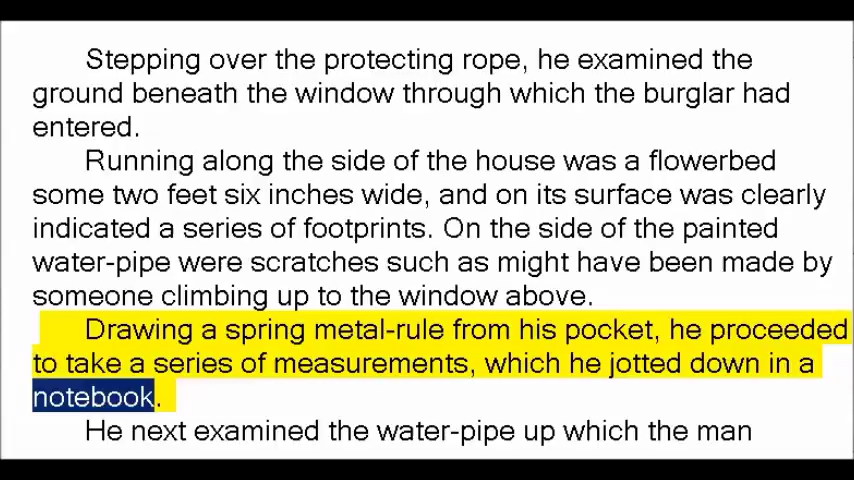 Stepping over the protecting rope, he examined the
ground beneath the window through which the burglar had
entered.
Running along the side of the house was a flowerbed
some two feet six inches wide, and on its surface was clearly
indicated a series of footprints. On the side of the painted
water-pipe were scratches such as might have been made by
someone climbing up to the window above.
Drawing a spring metal-rule from his pocket, he proceeded
to take a series of measurements, which he jotted down in a
notebook.
He next examined the water-pipe up which the man